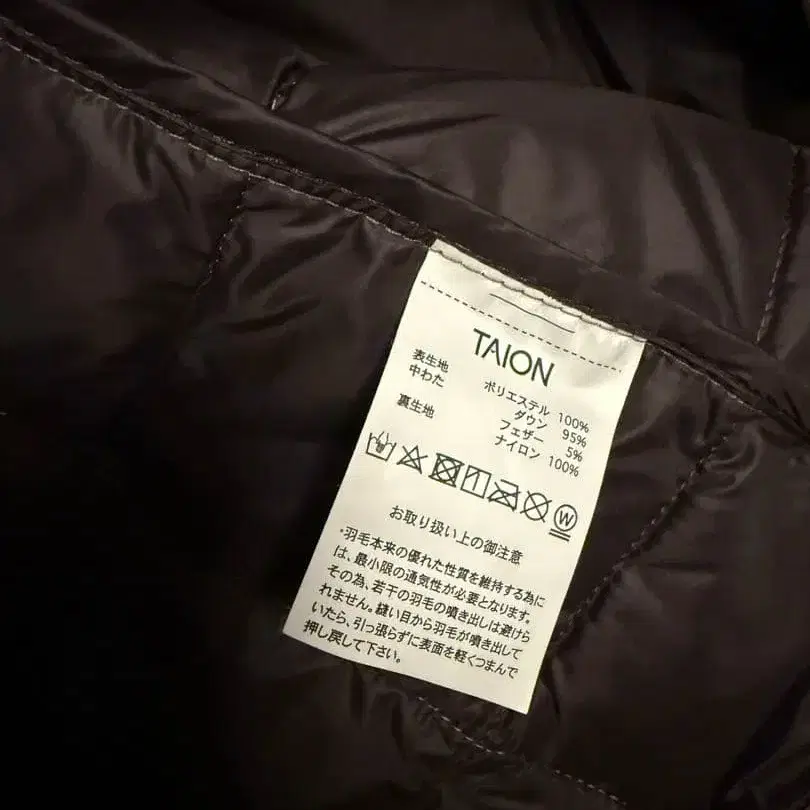 TAION
表生地 ポリエステル 100%
中わた ダウン 95%
フェザー 5%
裏生地 ナイロン 100%
W
お取り扱い上の御注意
・羽毛本来の優れた性質を維持する為に
は、最小限の通気性が必要となります。
その為、若干の羽毛の噴き出しは避けら
れません。縫い目から羽毛が噴き出して
いたら、引っ張らずに表面を軽くつまんで
押し戻して下さい。